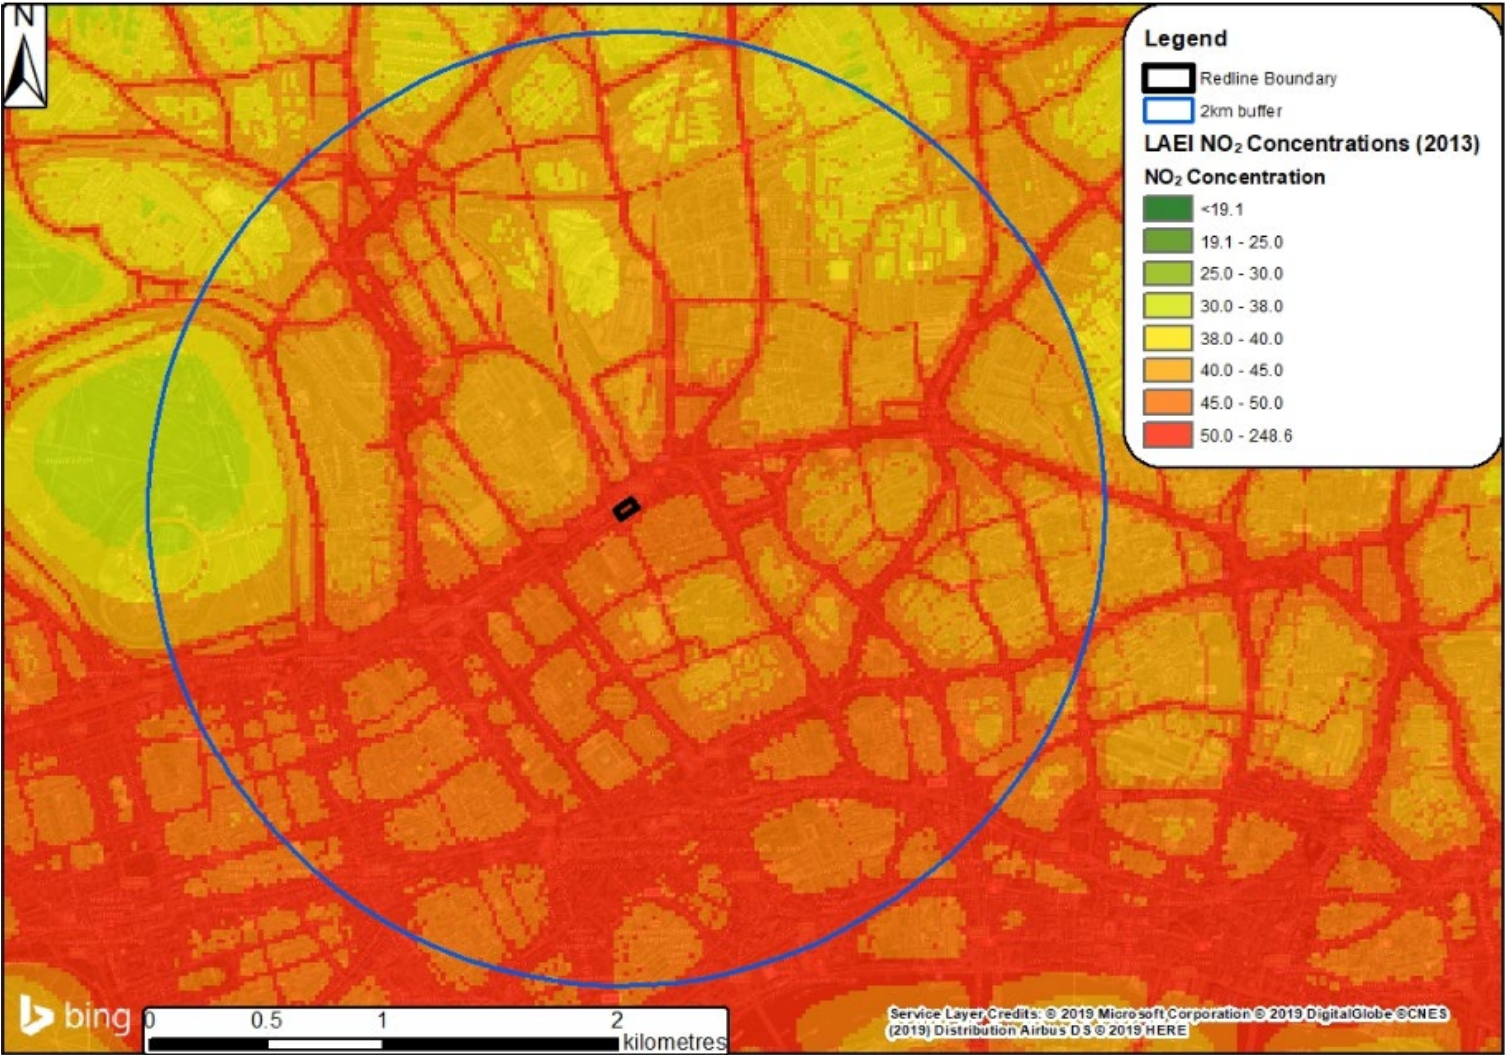 N
Legend
Redline Boundary
2km buffer
LAEI NO₂ Concentrations (2013)
NO₂ Concentration
<19.1
19.1 - 25.0
25.0 - 30.0
30.0 - 38.0
38.0 - 40.0
40.0 - 45.0
45.0 - 50.0
50.0 - 248.6
bing
0 0.5 1 2
kilometres
Service Layer Credits: © 2019 Microsoft Corporation © 2019 DigitalGlobe ©CNES
(2019) Distribution Airbus DS © 2019 HERE